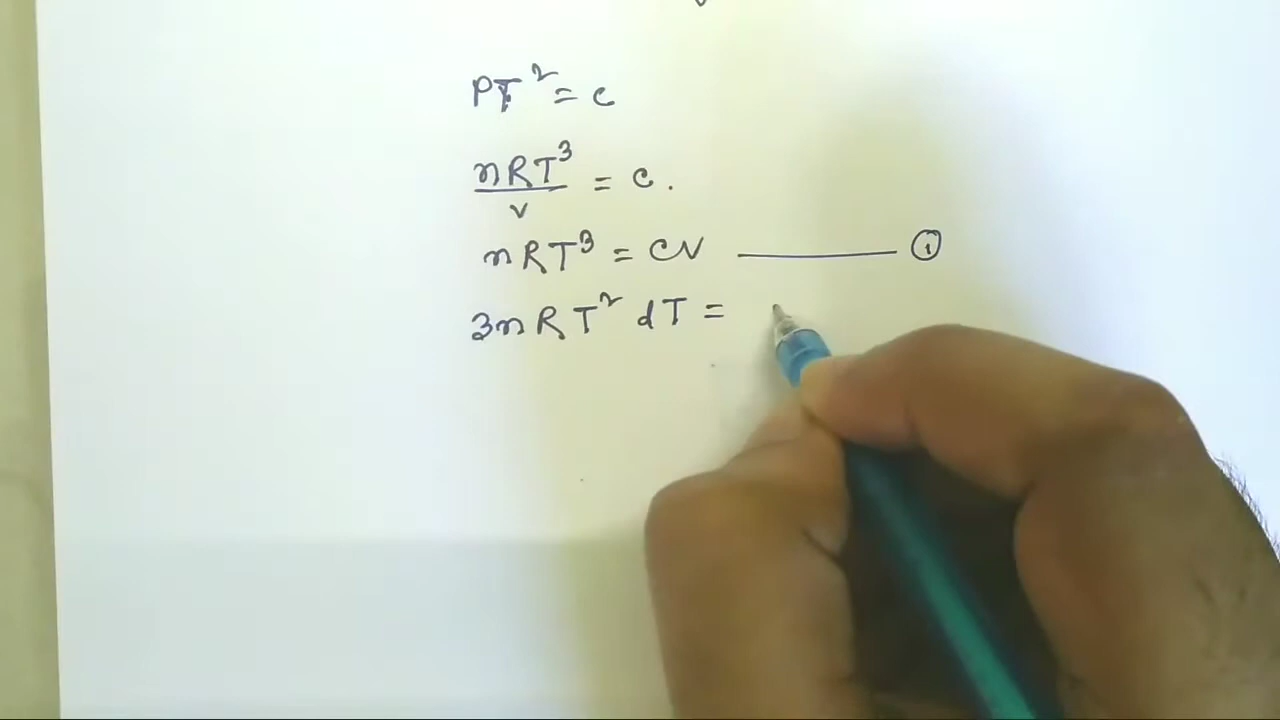 PT² = c
nRT³/v = c.
nRT³ = cv ——— ①
3nRT² dT =